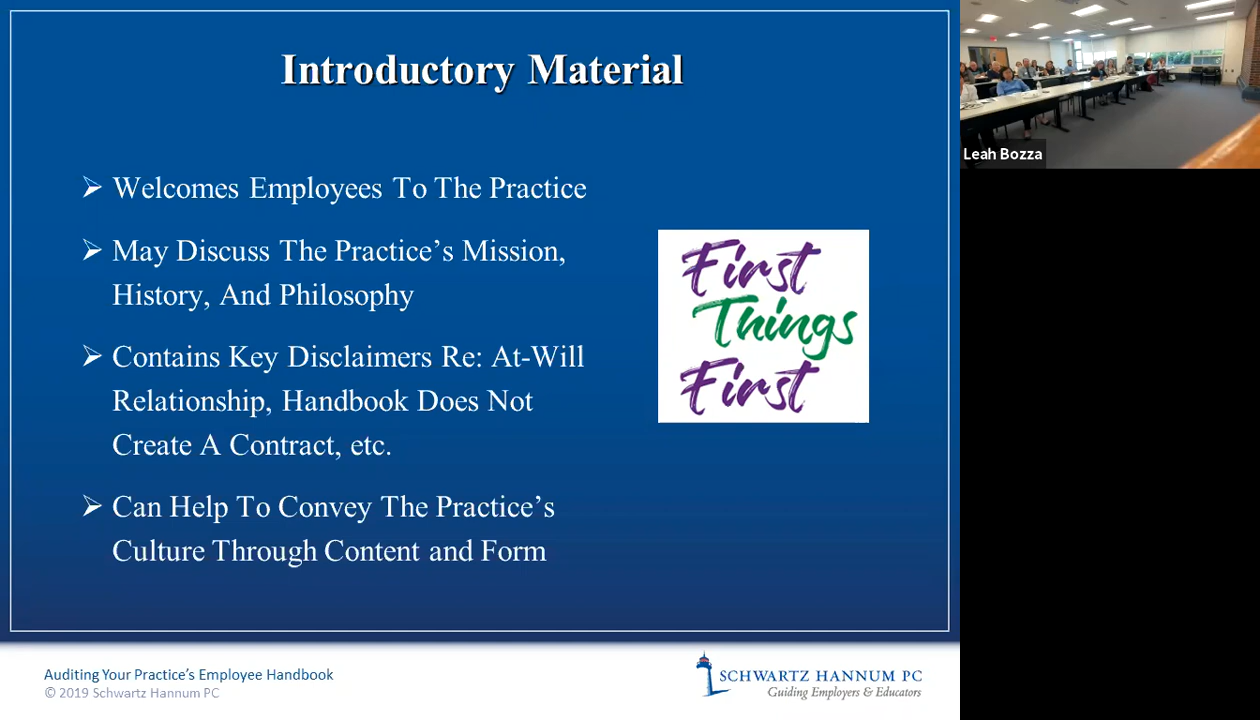 Introductory Material
Welcomes Employees To The Practice
May Discuss The Practice’s Mission,
History, And Philosophy
Contains Key Disclaimers Re: At-Will
Relationship, Handbook Does Not
Create A Contract, etc.
Can Help To Convey The Practice’s
Culture Through Content and Form
First
Things
First
Auditing Your Practice’s Employee Handbook
© 2019 Schwartz Hannum PC
SCHWARTZ HANNUM PC
Guiding Employers & Educators
Leah Bozza